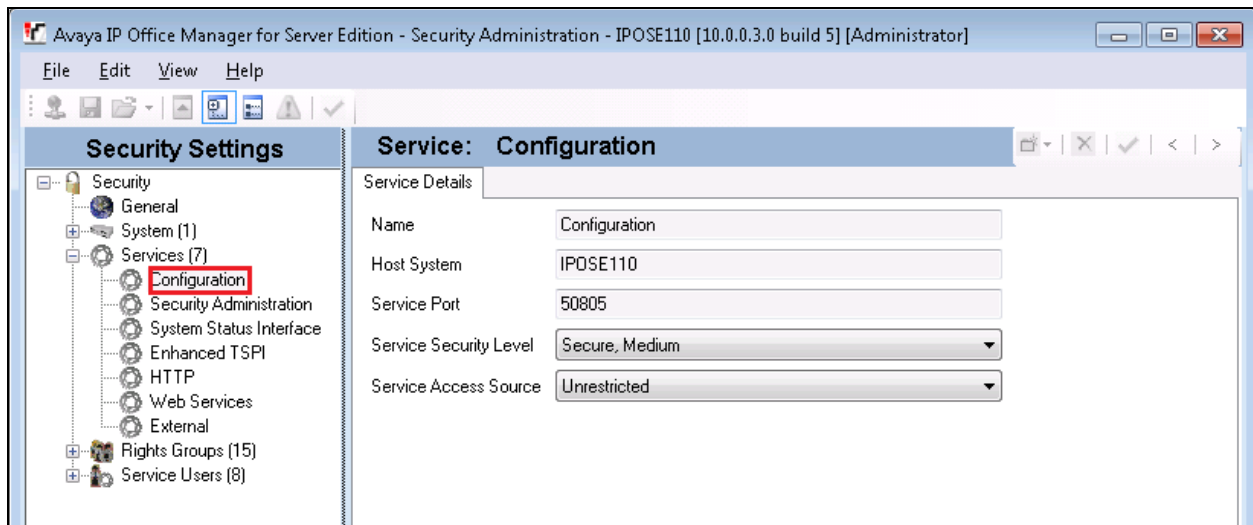 Avaya IP Office Manager for Server Edition - Security Administration - IPOSE110 [10.0.0.3.0 build 5] [Administrator]
File Edit View Help
Security Settings
Security
General
System (1)
Services (7)
Configuration
Security Administration
System Status Interface
Enhanced TSPI
HTTP
Web Services
External
Rights Groups (15)
Service Users (8)
Service: Configuration
Service Details
Name Configuration
Host System IPOSE110
Service Port 50805
Service Security Level Secure, Medium
Service Access Source Unrestricted